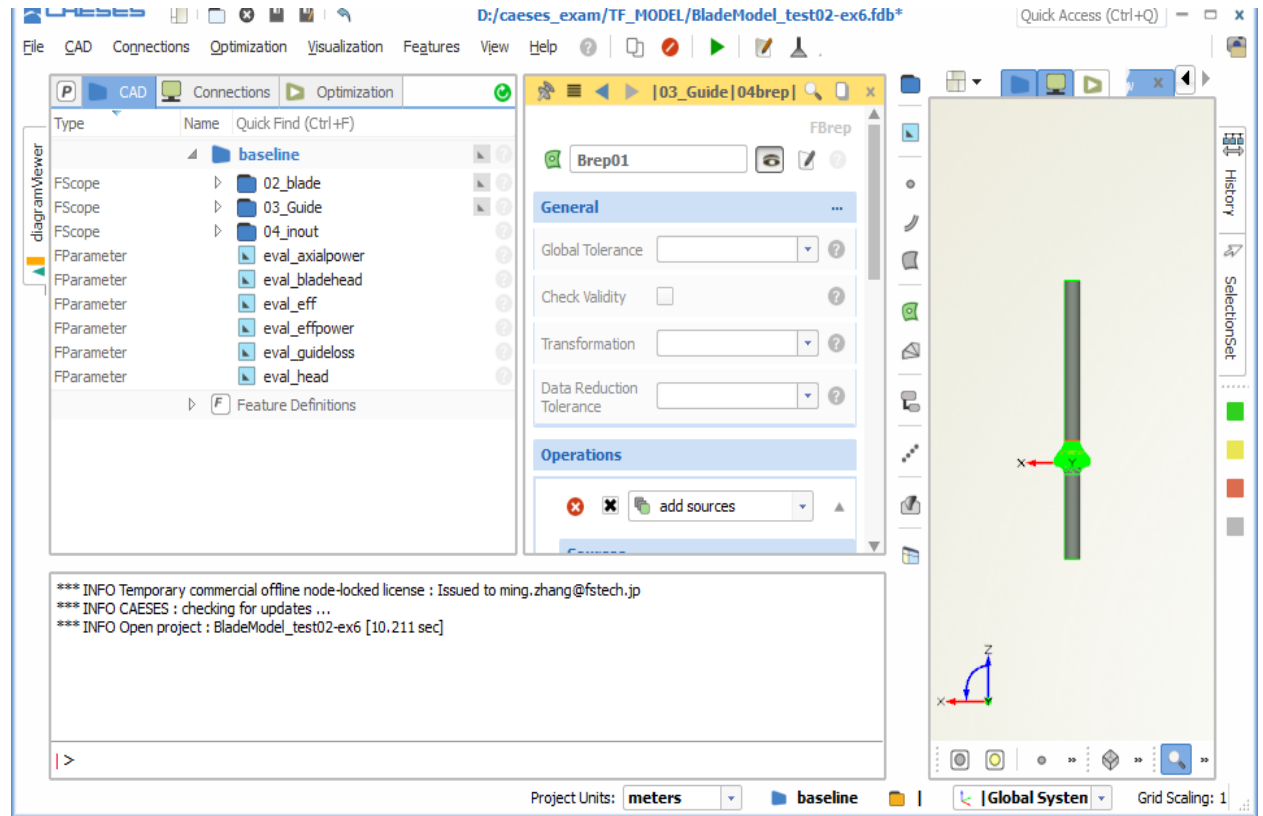 CAESES
D:/caeses_exam/TF_MODEL/BladeModel_test02-ex6.fdb*
Quick Access (Ctrl+Q)
File CAD Connections Optimization Visualization Features View Help
P CAD Connections Optimization
|03_Guide|04brep|
Type Name Quick Find (Ctrl+F)
baseline
FScope 02_blade
FScope 03_Guide
FScope 04_inout
FParameter eval_axialpower
FParameter eval_bladehead
FParameter eval_eff
FParameter eval_effpower
FParameter eval_guideloss
FParameter eval_head
F Feature Definitions
diagramViewer
FBrep
Brep01
General ...
Global Tolerance
Check Validity
Transformation
Data Reduction
Tolerance
Operations
add sources
Sources
History
SelectionSet
X Y
Z
X Y
*** INFO Temporary commercial offline node-locked license : Issued to ming.zhang@fstech.jp
*** INFO CAESES : checking for updates ...
*** INFO Open project : BladeModel_test02-ex6 [10.211 sec]
|>
Project Units: meters baseline | |Global Systen Grid Scaling: 1